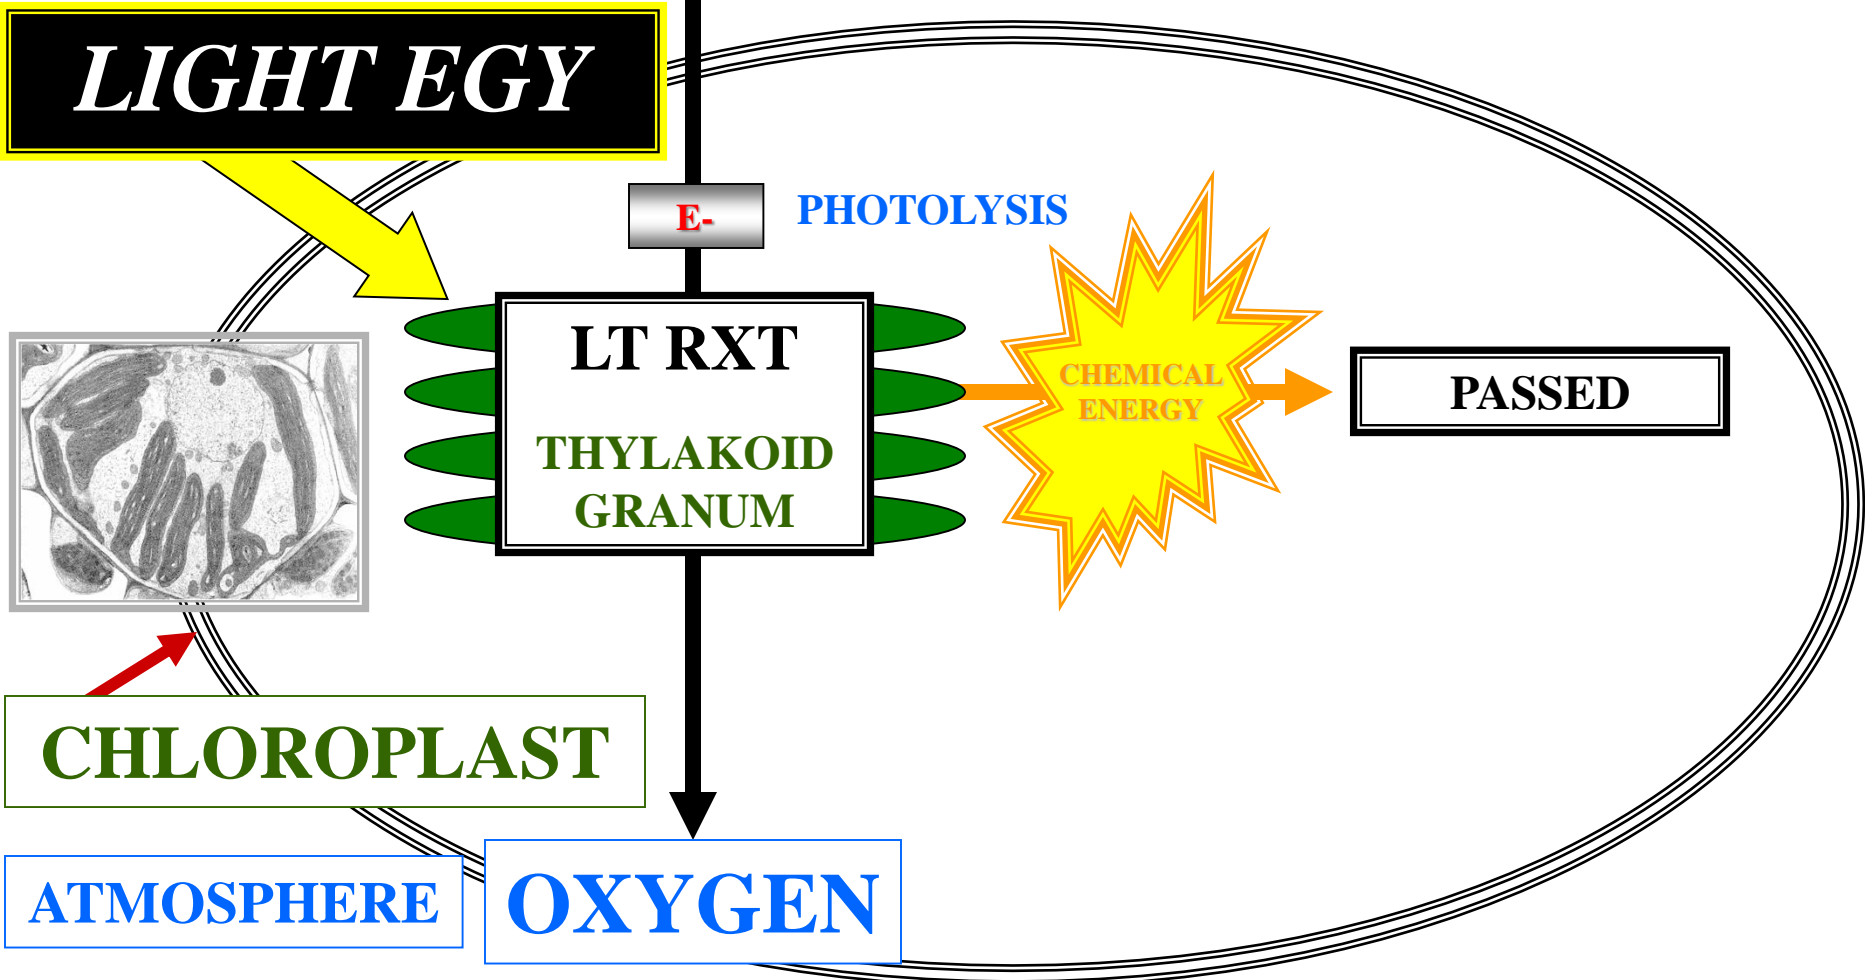 LIGHT EGY
E-
PHOTOLYSIS
LT RXT
THYLAKOID
GRANUM
CHEMICAL
ENERGY
PASSED
CHLOROPLAST
ATMOSPHERE
OXYGEN